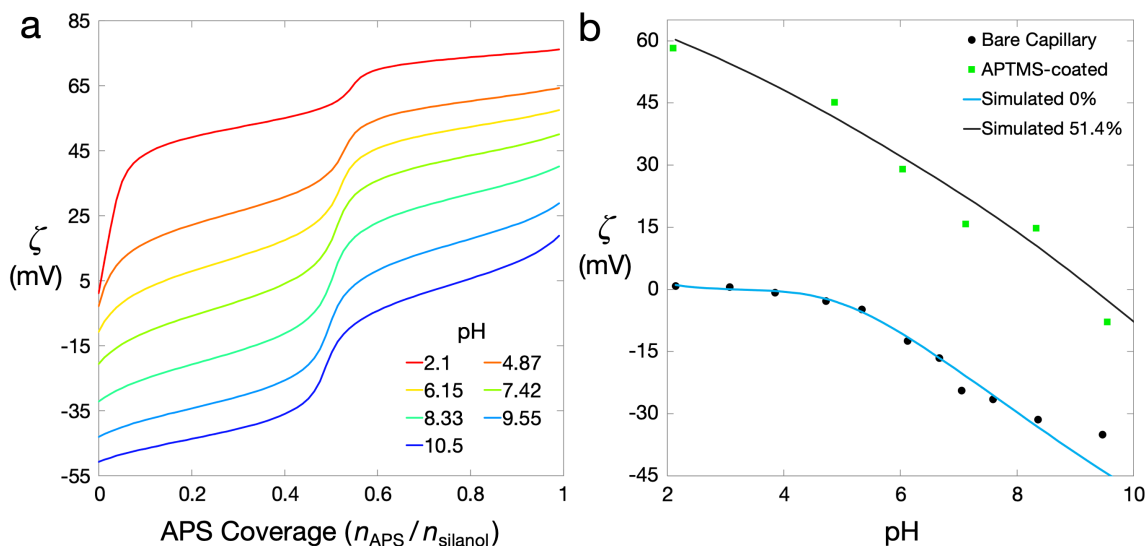 a
85
65
45
25
5
-15
-35
-55
ζ
(mV)
pH
2.1 4.87
6.15 7.42
8.33 9.55
10.5
0 0.2 0.4 0.6 0.8 1
APS Coverage (nAPS / nsilanol)
b
60
45
30
15
0
-15
-30
-45
ζ
(mV)
Bare Capillary
APTMS-coated
Simulated 0%
Simulated 51.4%
2 4 6 8 10
pH